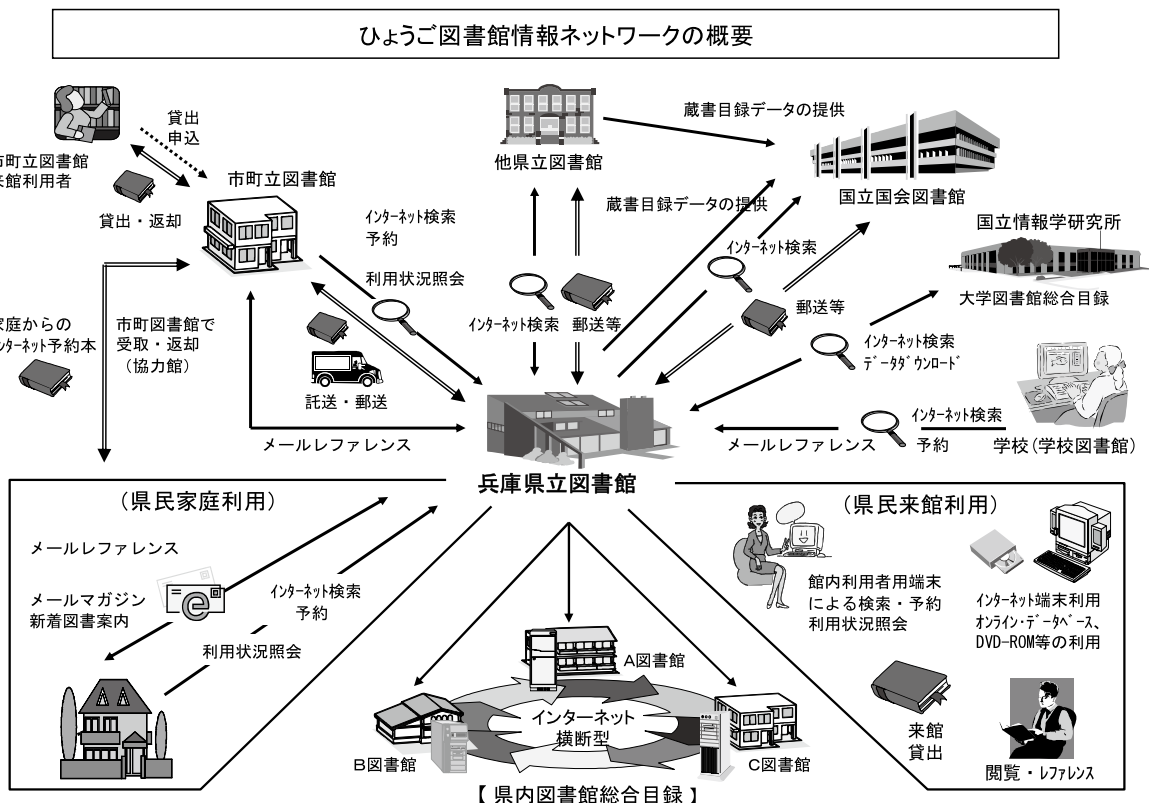 ひょうご図書館情報ネットワークの概要
貸出
申込
市町立図書館
来館利用者
貸出・返却
市町立図書館
他県立図書館
蔵書目録データの提供
国立国会図書館
蔵書目録データの提供
国立情報学研究所
大学図書館総合目録
ｲﾝﾀｰﾈｯﾄ検索
予約
利用状況照会
ｲﾝﾀｰﾈｯﾄ検索
郵送等
ｲﾝﾀｰﾈｯﾄ検索
郵送等
ｲﾝﾀｰﾈｯﾄ検索
ﾃﾞｰﾀﾀﾞｳﾝﾛｰﾄﾞ
家庭からの
ｲﾝﾀｰﾈｯﾄ予約本
市町図書館で
受取・返却
（協力館）
託送・郵送
メールレファレンス
メールレファレンス
ｲﾝﾀｰﾈｯﾄ検索
予約
学校（学校図書館）
兵庫県立図書館
（県民家庭利用）
メールレファレンス
メールマガジン
新着図書案内
ｲﾝﾀｰﾈｯﾄ検索
予約
利用状況照会
A図書館
B図書館
C図書館
インターネット
横断型
【 県内図書館総合目録 】
（県民来館利用）
館内利用者用端末
による検索・予約
利用状況照会
ｲﾝﾀｰﾈｯﾄ端末利用
ｵﾝﾗｲﾝ・ﾃﾞｰﾀﾍﾞｰｽ、
DVD-ROM等の利用
来館
貸出
閲覧・ﾚﾌｧﾚﾝｽ